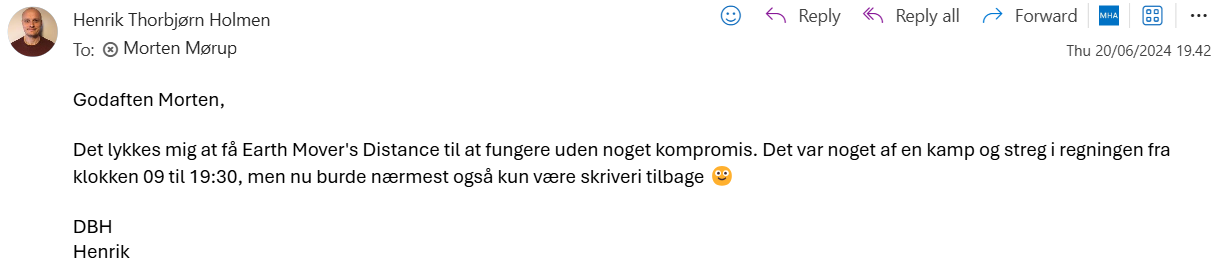 Henrik Thorbjørn Holmen
Reply
Reply all
Forward
MHA
To: Morten Mørup
Thu 20/06/2024 19.42
Godaften Morten,
Det lykkes mig at få Earth Mover's Distance til at fungere uden noget kompromis. Det var noget af en kamp og streg i regningen fra
klokken 09 til 19:30, men nu burde nærmest også kun være skriveri tilbage
DBH
Henrik